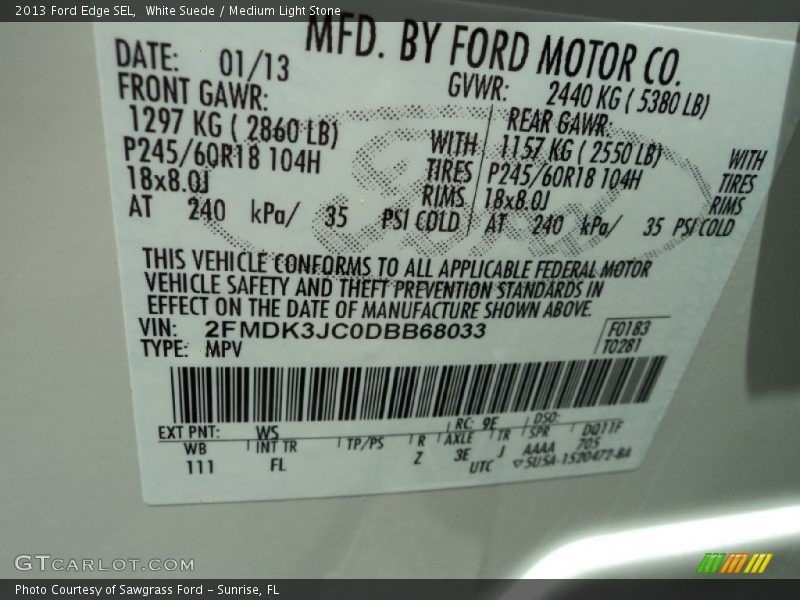 2013 Ford Edge SEL, White Suede / Medium Light Stone
MFD. BY FORD MOTOR CO.
DATE: 01/13
GVWR: 2440 KG ( 5380 LB)
FRONT GAWR:
REAR GAWR:
1297 KG ( 2860 LB) WITH
1157 KG ( 2550 LB) WITH
P245/60R18 104H TIRES
P245/60R18 104H TIRES
18x8.0J RIMS
18x8.0J RIMS
AT 240 kPa/ 35 PSI COLD
AT 240 kPa/ 35 PSI COLD
THIS VEHICLE CONFORMS TO ALL APPLICABLE FEDERAL MOTOR
VEHICLE SAFETY AND THEFT PREVENTION STANDARDS IN
EFFECT ON THE DATE OF MANUFACTURE SHOWN ABOVE.
VIN: 2FMDK3JC0DBB68033
F0183
TYPE: MPV
T0281
EXT PNT: WS RC: 9E DSO:
WB INT TR TP/PS R AXLE TR SPR DQ11F
111 FL Z 3E J AAAA 705
UTC 5USA-1520472-BA
GTCARLOT.COM
Photo Courtesy of Sawgrass Ford - Sunrise, FL